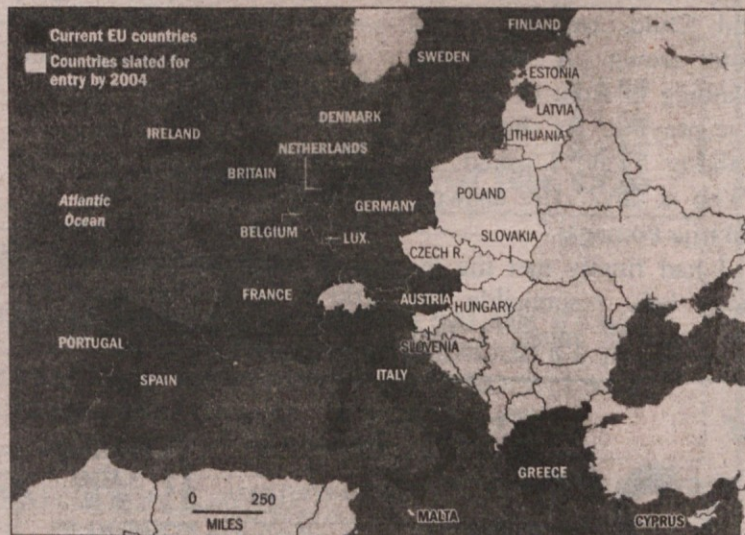 Current EU countries
Countries slated for
entry by 2004
FINLAND
SWEDEN
ESTONIA
LATVIA
LITHUANIA
DENMARK
IRELAND
NETHERLANDS
BRITAIN
Atlantic
Ocean
POLAND
GERMANY
BELGIUM
LUX.
SLOVAKIA
CZECH R.
FRANCE
AUSTRIA
HUNGARY
PORTUGAL
SLOVENIA
SPAIN
ITALY
GREECE
0 250
MILES
MALTA
CYPRUS